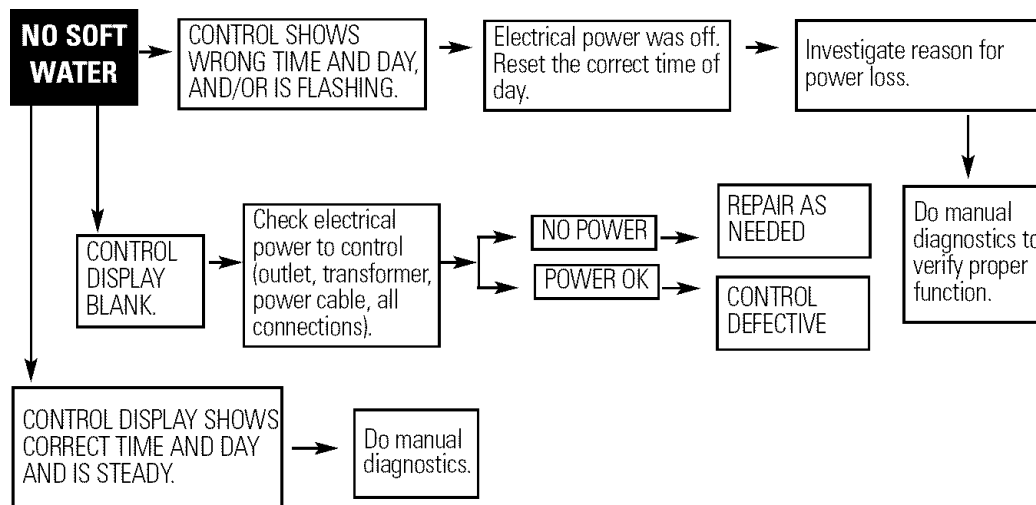 NO SOFT
WATER
CONTROL SHOWS
WRONG TIME AND DAY,
AND/OR IS FLASHING.
Electrical power was off.
Reset the correct time of
day.
Investigate reason for
power loss.
Do manual
diagnostics to
verify proper
function.
CONTROL
DISPLAY
BLANK.
Check electrical
power to control
(outlet, transformer,
power cable, all
connections).
NO POWER
REPAIR AS
NEEDED
POWER OK
CONTROL
DEFECTIVE
CONTROL DISPLAY SHOWS
CORRECT TIME AND DAY
AND IS STEADY.
Do manual
diagnostics.